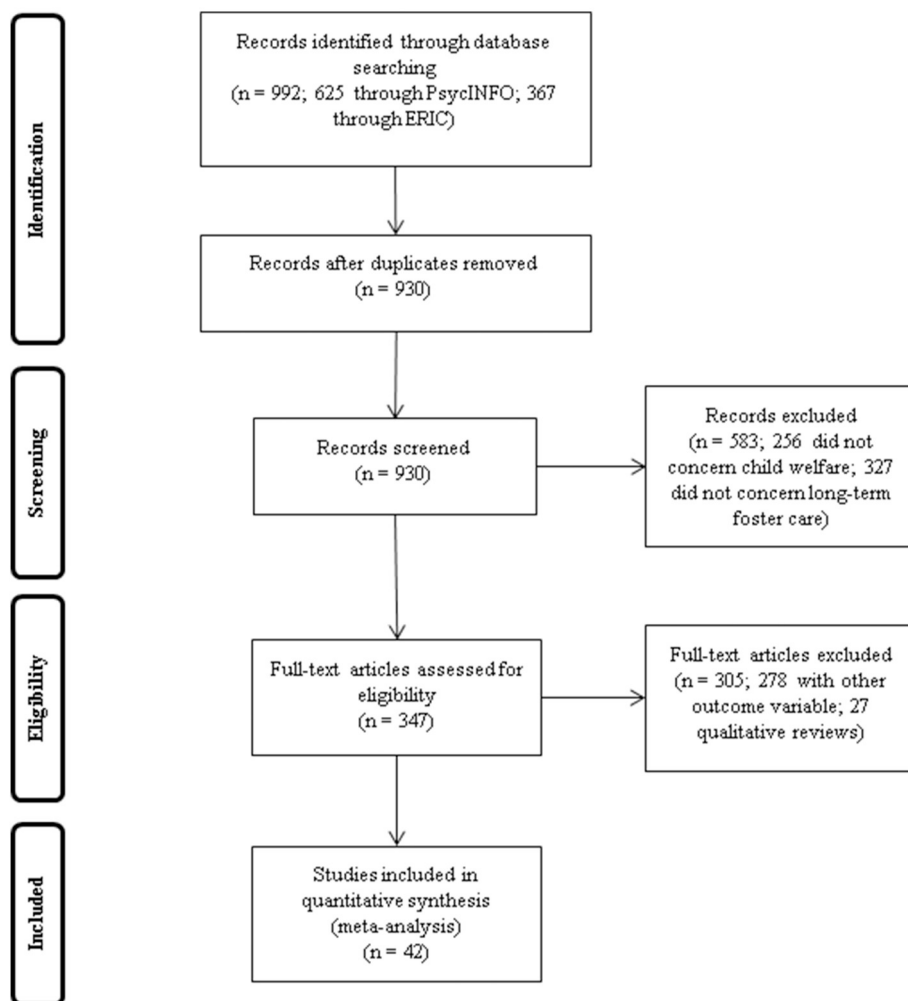 Identification
Records identified through database
searching
(n = 992; 625 through PsycINFO; 367
through ERIC)
Records after duplicates removed
(n = 930)
Screening
Records screened
(n = 930)
Records excluded
(n = 583; 256 did not
concern child welfare; 327
did not concern long-term
foster care)
Eligibility
Full-text articles assessed for
eligibility
(n = 347)
Full-text articles excluded
(n = 305; 278 with other
outcome variable; 27
qualitative reviews)
Included
Studies included in
quantitative synthesis
(meta-analysis)
(n = 42)